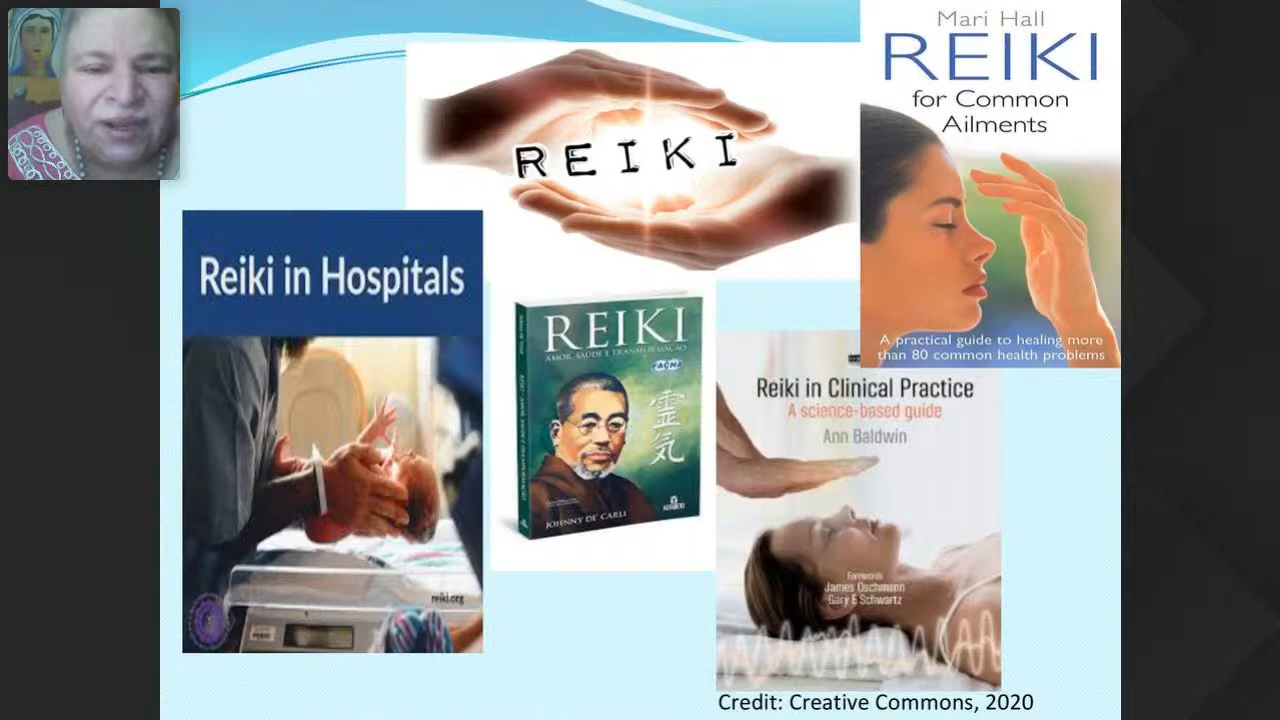 Mari Hall
REIKI
for Common
Ailments
A practical guide to healing more
than 80 common health problems
REIKI
Reiki in Hospitals
reiki.org
REIKI
AMOR, SAÚDE E TRANSFORMAÇÃO
霊
気
JOHNNY DE' CARLI
Reiki in Clinical Practice
A science-based guide
Ann Baldwin
Forewords
James Oschmann
Gary E Schwartz
Credit: Creative Commons, 2020